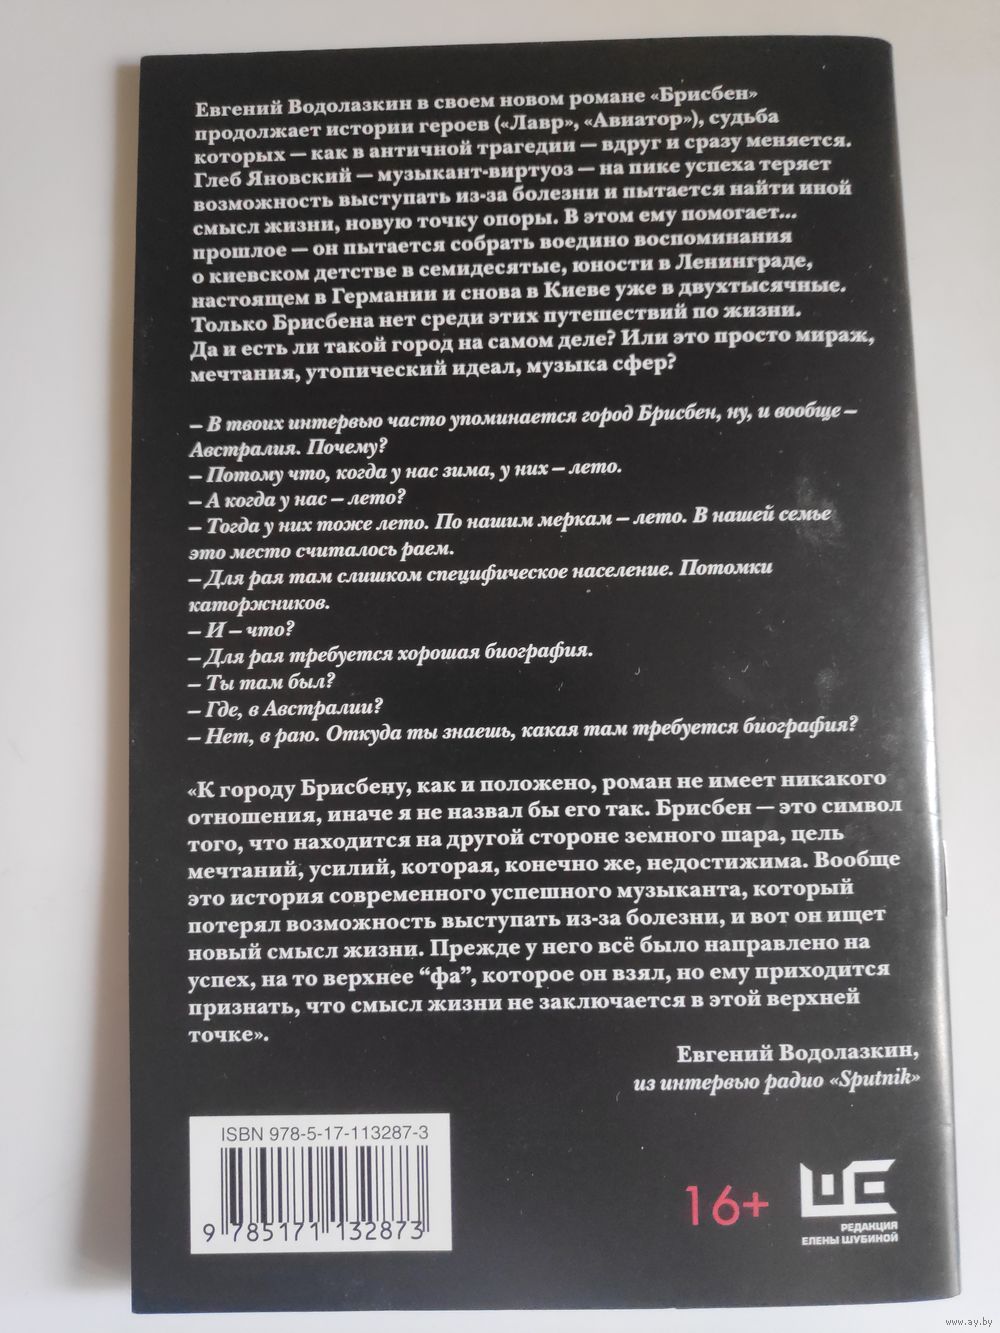 Евгений Водолазкин в своем новом романе «Брисбен»
продолжает истории героев («Лавр», «Авиатор»), судьба
которых — как в античной трагедии — вдруг и сразу меняется.
Глеб Яновский — музыкант-виртуоз — на пике успеха теряет
возможность выступать из-за болезни и пытается найти иной
смысл жизни, новую точку опоры. В этом ему помогает...
прошлое — он пытается собрать воедино воспоминания
о киевском детстве в семидесятые, юности в Ленинграде,
настоящем в Германии и снова в Киеве уже в двухтысячные.
Только Брисбена нет среди этих путешествий по жизни.
Да и есть ли такой город на самом деле? Или это просто мираж,
мечтания, утопический идеал, музыка сфер?
– В твоих интервью часто упоминается город Брисбен, ну, и вообще –
Австралия. Почему?
– Потому что, когда у нас зима, у них – лето.
– А когда у нас – лето?
– Тогда у них тоже лето. По нашим меркам – лето. В нашей семье
это место считалось раем.
– Для рая там слишком специфическое население. Потомки
каторжников.
– И – что?
– Для рая требуется хорошая биография.
– Ты там был?
– Где, в Австралии?
– Нет, в раю. Откуда ты знаешь, какая там требуется биография?
«К городу Брисбену, как и положено, роман не имеет никакого
отношения, иначе я не назвал бы его так. Брисбен — это символ
того, что находится на другой стороне земного шара, цель
мечтаний, усилий, которая, конечно же, недостижима. Вообще
это история современного успешного музыканта, который
потерял возможность выступать из-за болезни, и вот он ищет
новый смысл жизни. Прежде у него всё было направлено на
успех, на то верхнее “фа”, которое он взял, но ему приходится
признать, что смысл жизни не заключается в этой верхней
точке».
Евгений Водолазкин,
из интервью радио «Sputnik»
ISBN 978-5-17-113287-3
9 785171 132873
16+
РЕДАКЦИЯ
ЕЛЕНЫ ШУБИНОЙ
www.ay.by